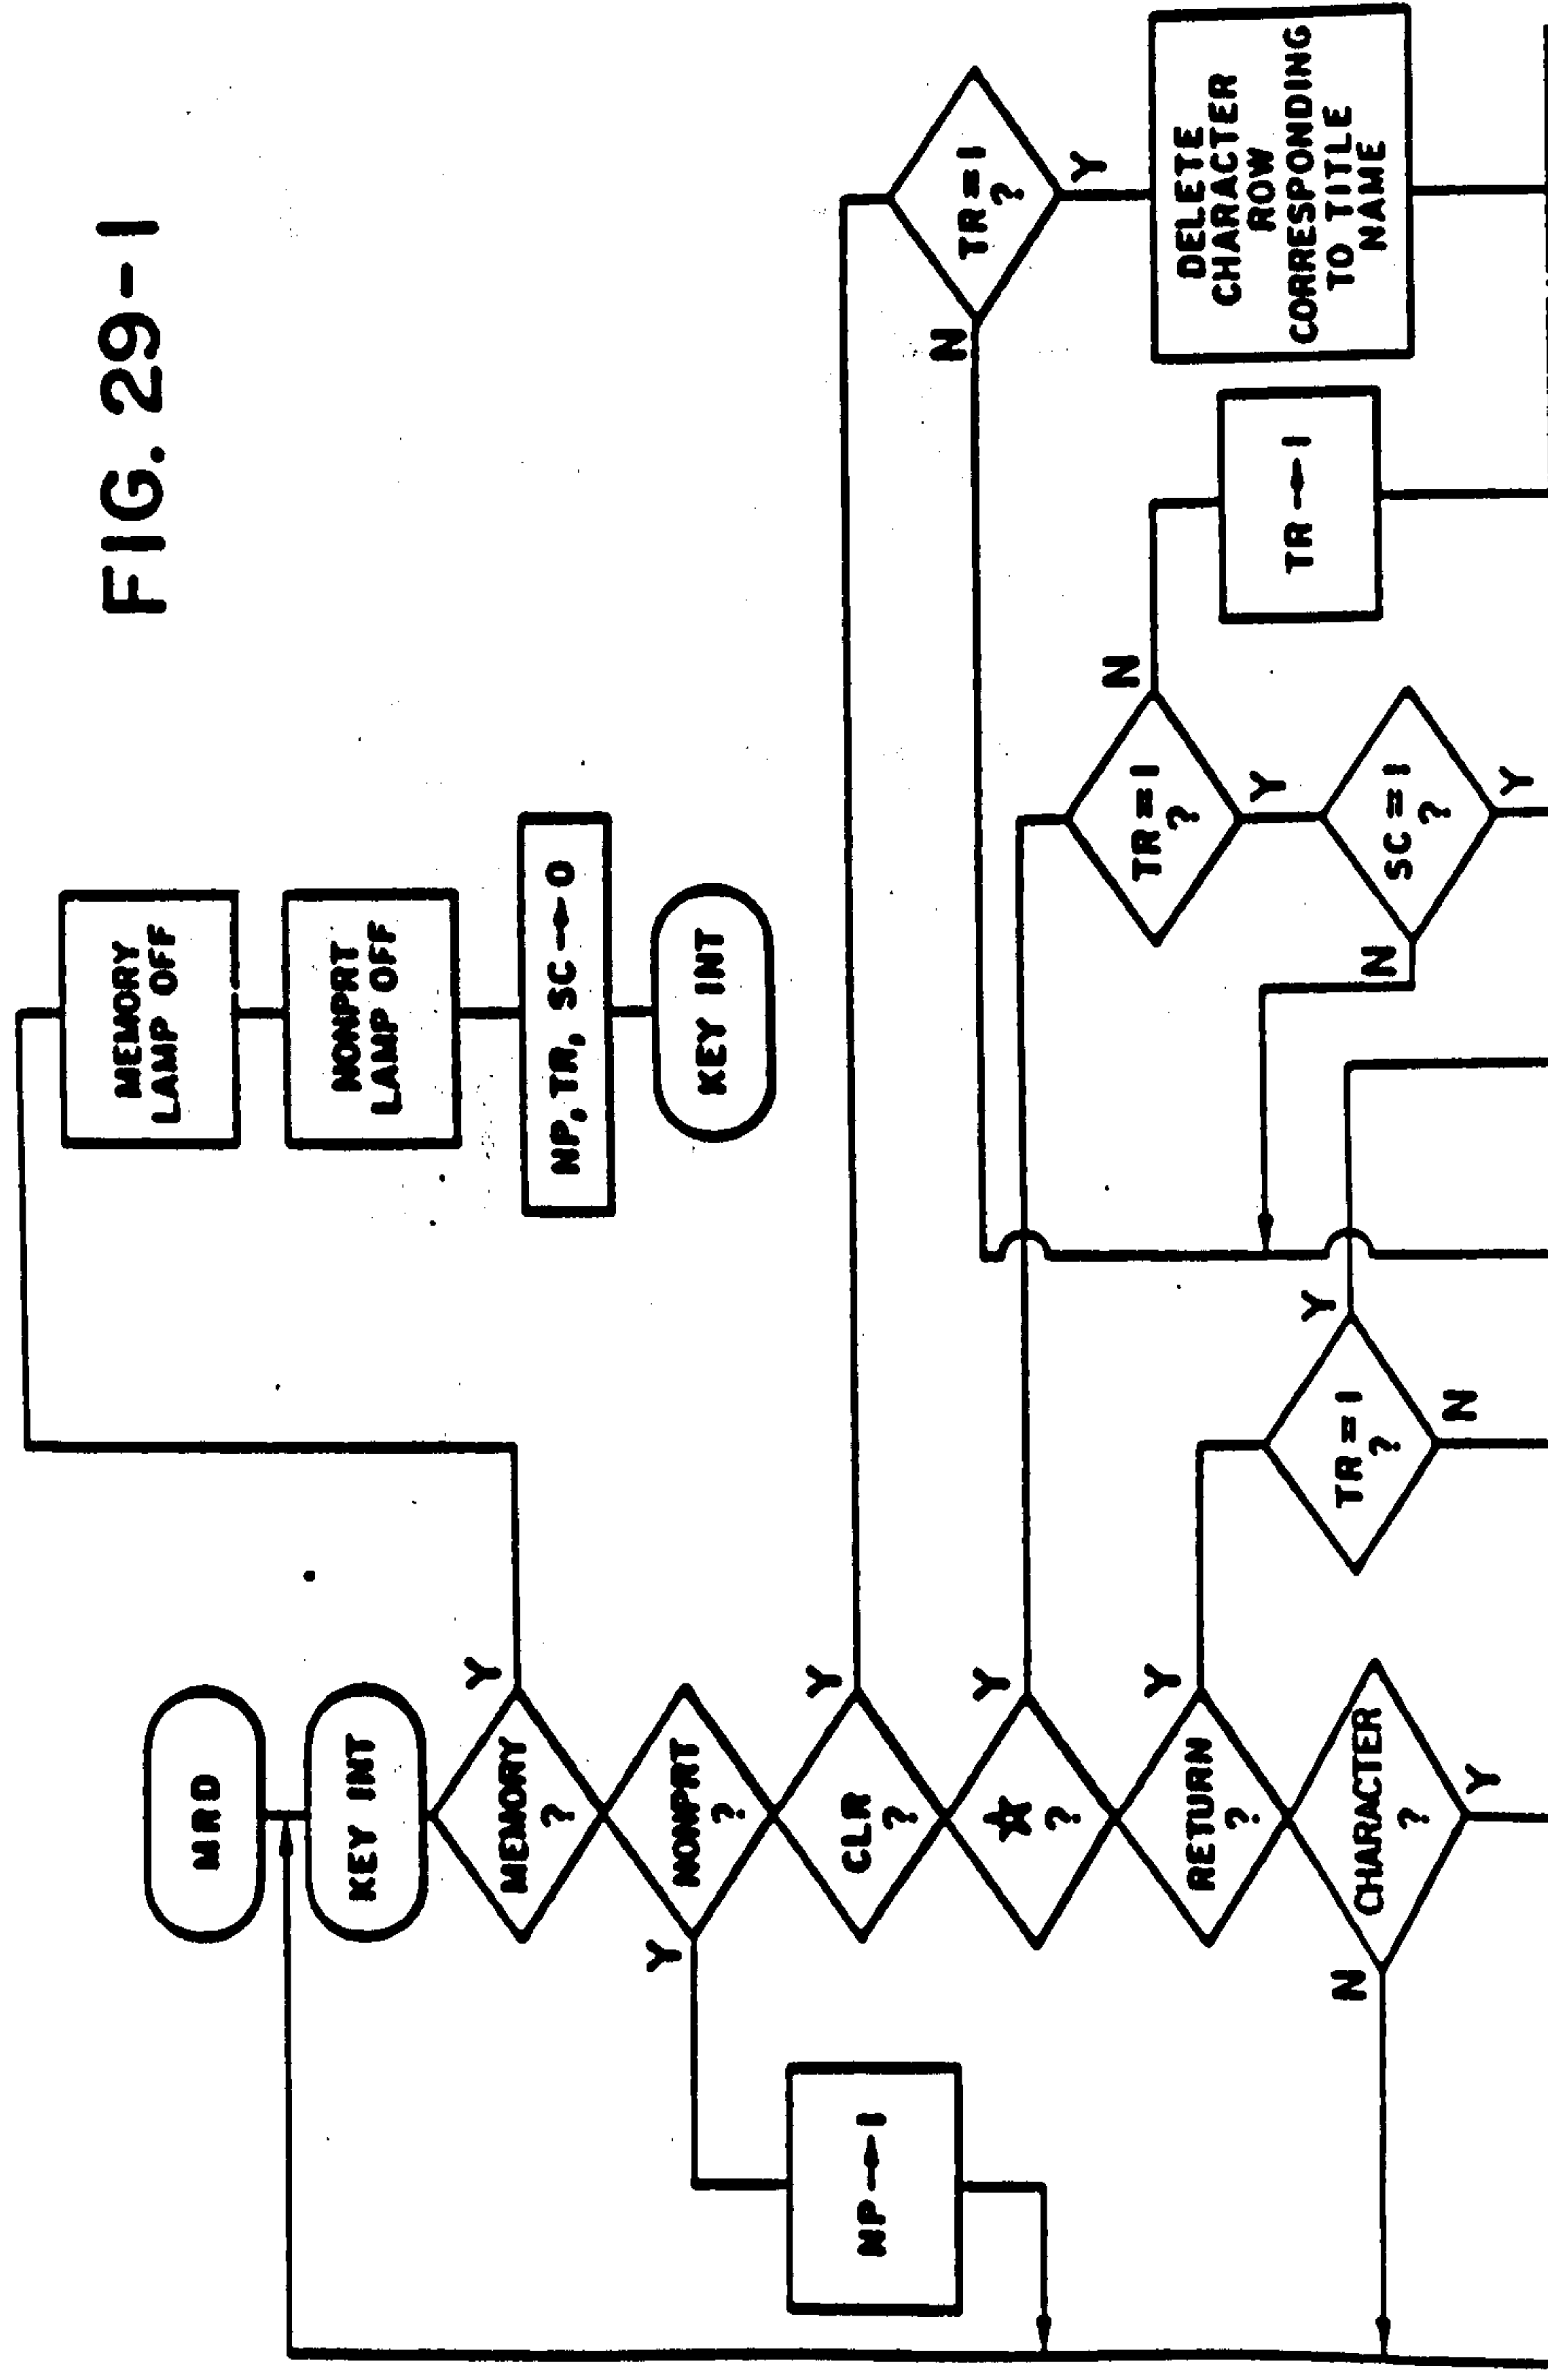 FIG. 29-1
MRD
KEY INT
MEMORY
?
Y
MEMORY
LAMP OFF
NONPRT
LAMP OFF
NP, TR, SC → 0
KEY INT
NONPRT
?
Y
NP → 1
CLR
?
Y
TR = 1
?
N
Y
DELETE
CHARACTER
ROW
CORRESPONDING
TO TITLE
NAME
☆
?
Y
TR = 1
?
N
TR → 1
Y
SC = 1
?
N
Y
RETURN
?
Y
TR = 1
?
Y
N
CHARACTER
?
N
Y